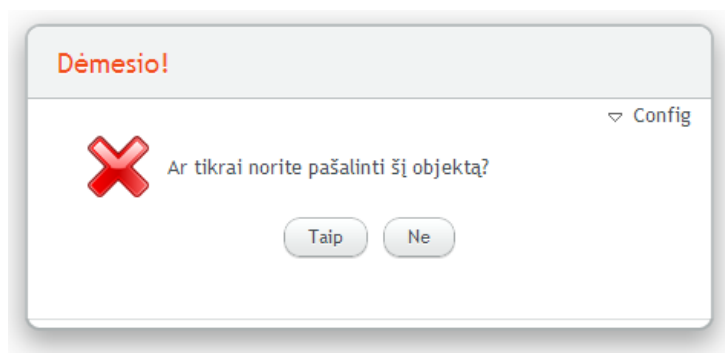 Dėmesio!
Config
Ar tikrai norite pašalinti šį objektą?
Taip Ne